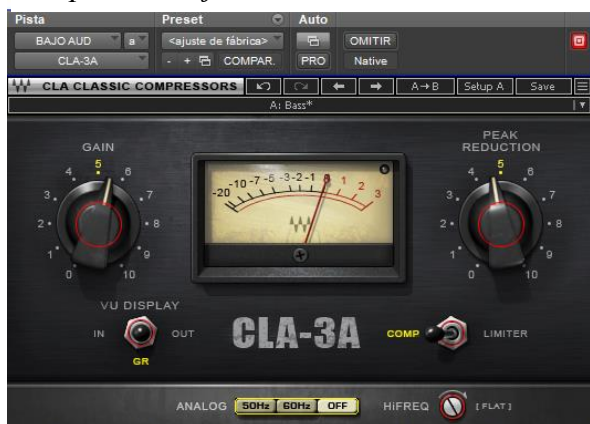 Pista Preset Auto
BAJO AUD a <ajuste de fábrica>
OMITIR
CLA-3A - + COMPAR. PRO Native
CLA CLASSIC COMPRESSORS A→B Setup A Save
A: Bass*
GAIN
0 1 2 3 4 5 6 7 8 9 10
-20 -10 -7 -5 -3 -2 -1 0 1 2 3
PEAK
REDUCTION
0 1 2 3 4 5 6 7 8 9 10
VU DISPLAY
IN OUT
GR
CLA-3A
COMP LIMITER
ANALOG 50Hz 60Hz OFF HiFREQ [FLAT]